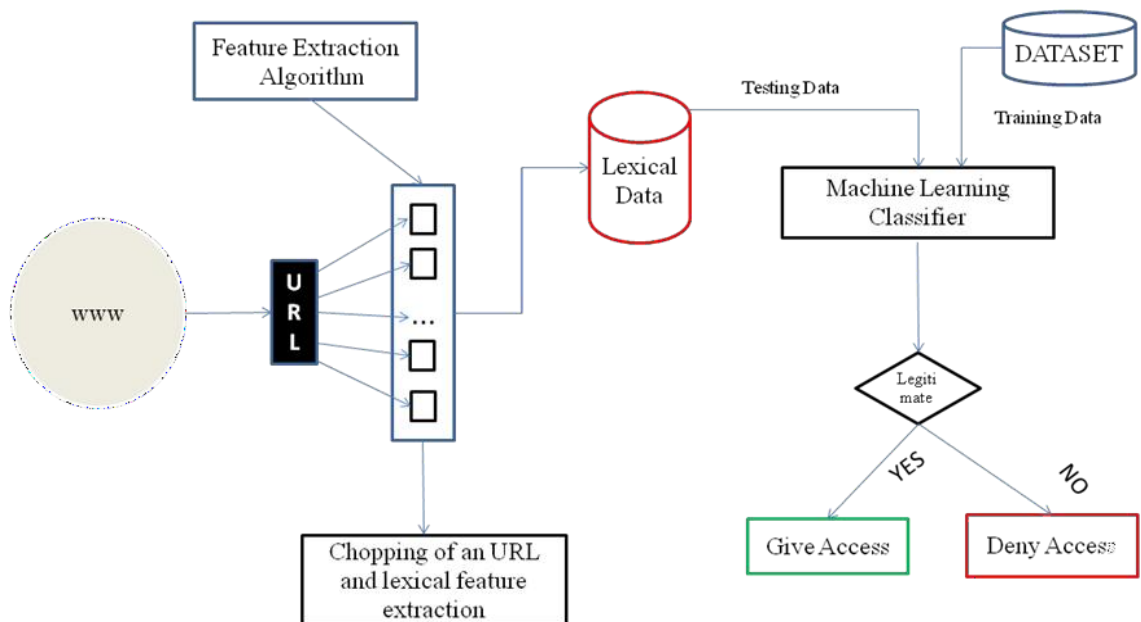 Feature Extraction
Algorithm
DATASET
Testing Data
Training Data
Lexical
Data
Machine Learning
Classifier
www
U
R
L
...
Legiti
mate
YES
NO
Give Access
Deny Access
Chopping of an URL
and lexical feature
extraction